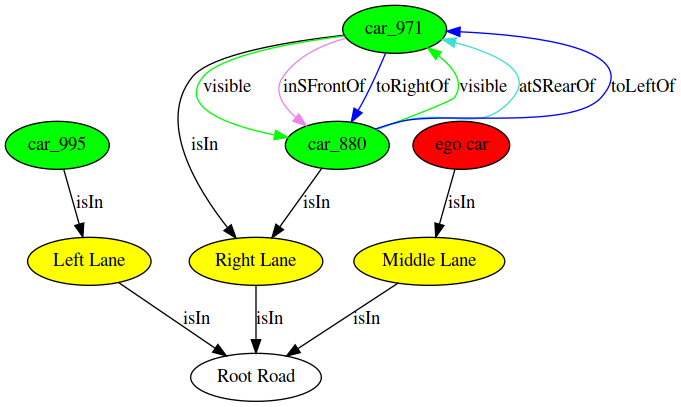 car_971
visible
inSFrontOf
toRightOf
visible
atSRearOf
toLeftOf
car_995
isIn
car_880
ego car
isIn
isIn
isIn
Left Lane
Right Lane
Middle Lane
isIn
isIn
isIn
Root Road